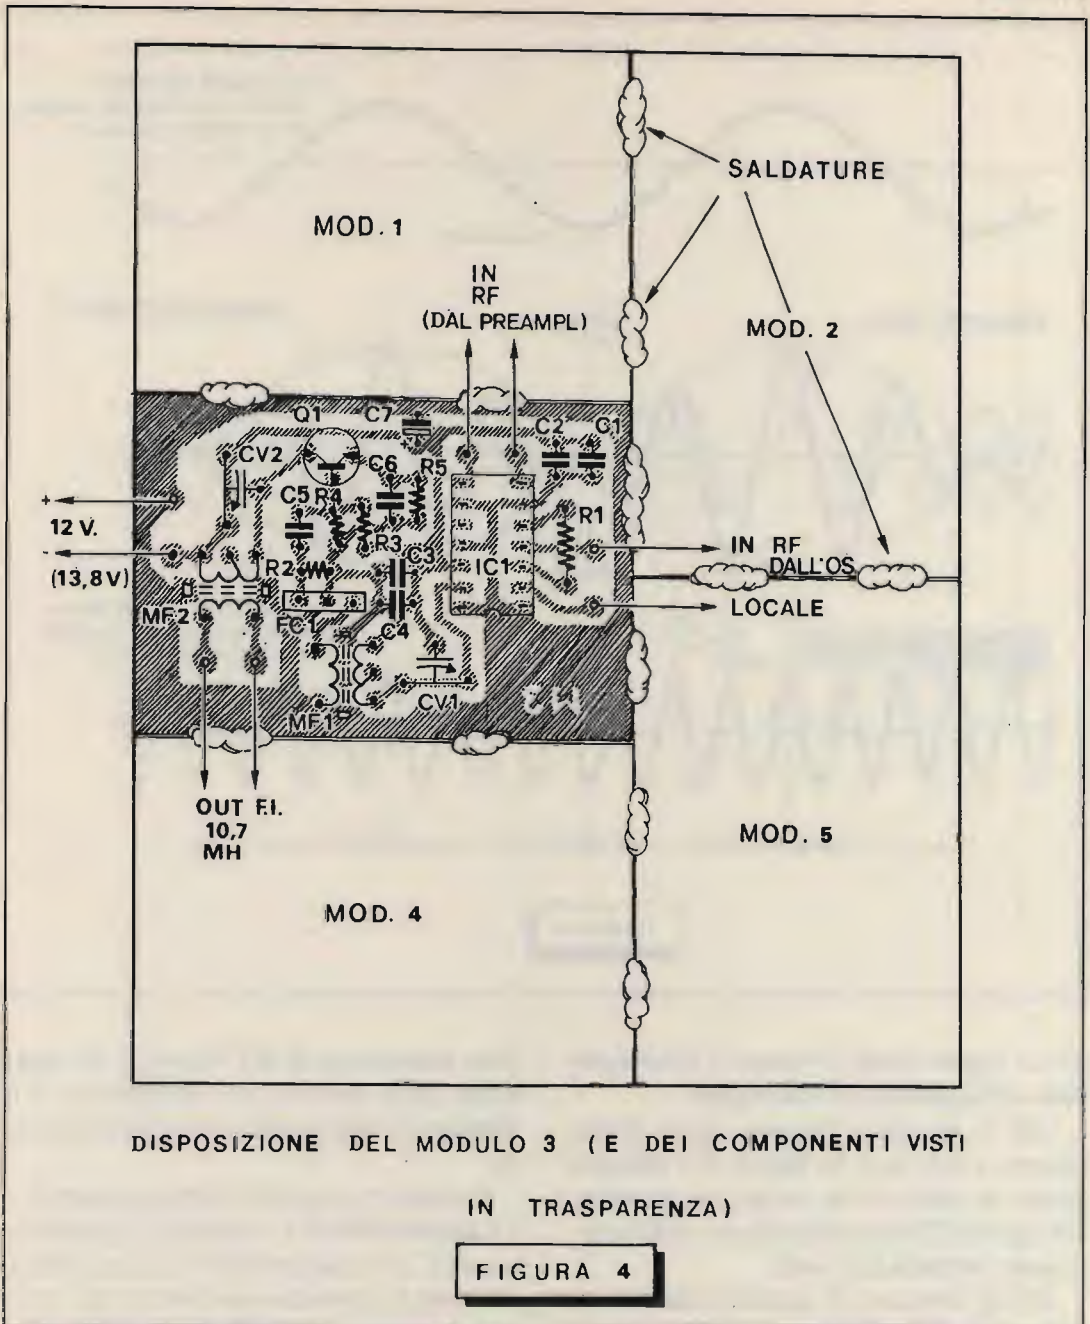 SALDATURE
MOD. 1
IN
RF
(DAL PREAMPL)
MOD. 2
Q1
C7
C2
C1
CV2
C6
R5
C5
R4
R1
+
12 V.
-
(13,8V)
R3
C3
IC1
IN RF
DALL'OS
LOCALE
R2
MF2
FC1
C4
CV1
MF1
OUT F.I.
10,7
MH
MOD. 5
MOD. 4
DISPOSIZIONE DEL MODULO 3 (E DEI COMPONENTI VISTI
IN TRASPARENZA)
FIGURA 4